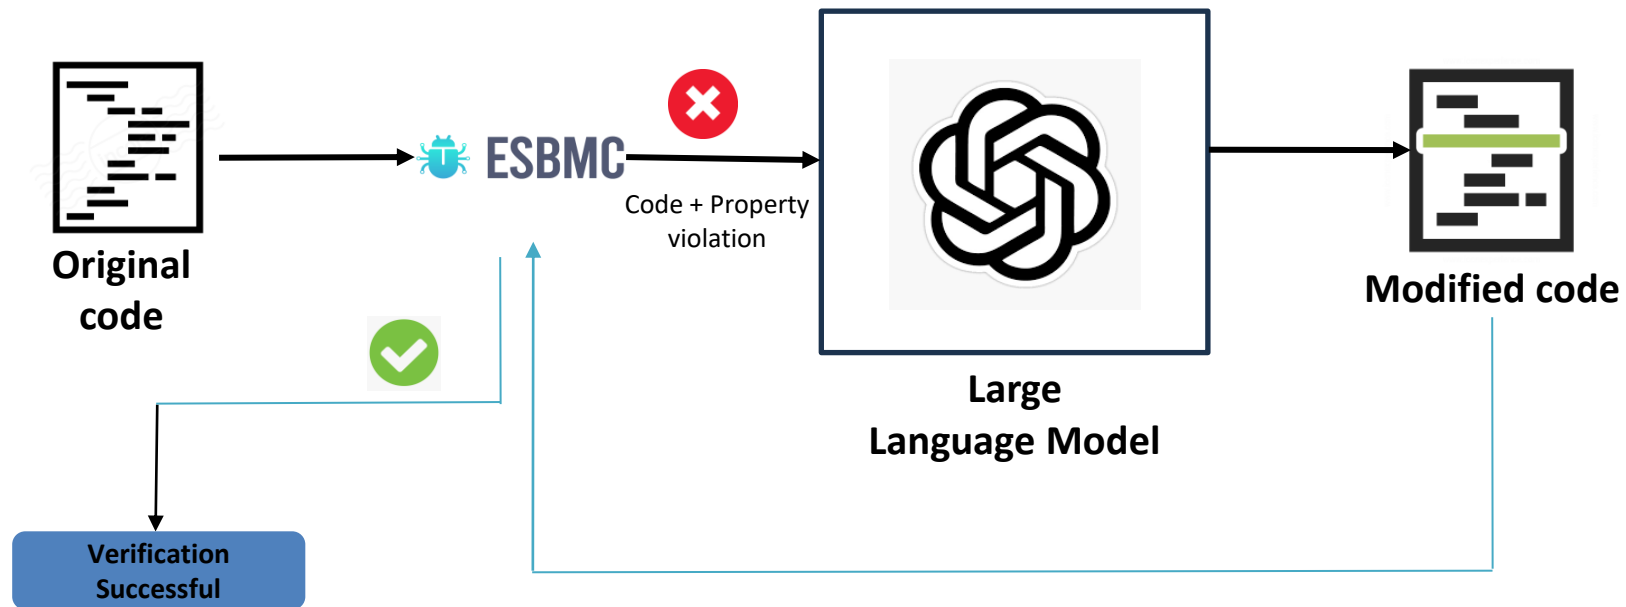 Original
code
ESBMC
Code + Property
violation
Large
Language Model
Modified code
Verification
Successful